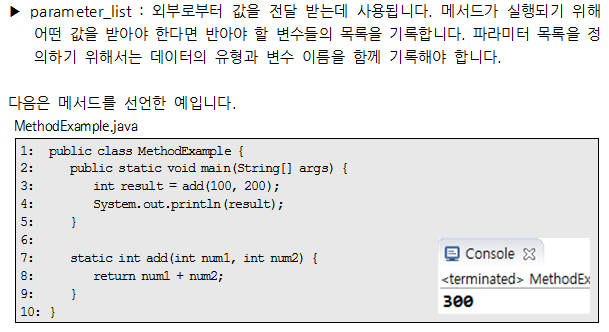 ▶ parameter_list : 외부로부터 값을 전달 받는데 사용됩니다. 메서드가 실행되기 위해
어떤 값을 받아야 한다면 반아야 할 변수들의 목록을 기록합니다. 파라미터 목록을 정
의하기 위해서는 데이터의 유형과 변수 이름을 함께 기록해야 합니다.
다음은 메서드를 선언한 예입니다.
MethodExample.java
1: public class MethodExample {
2: public static void main(String[] args) {
3: int result = add(100, 200);
4: System.out.println(result);
5: }
6:
7: static int add(int num1, int num2) {
8: return num1 + num2;
9: }
10: }
Console
<terminated> MethodEx
300